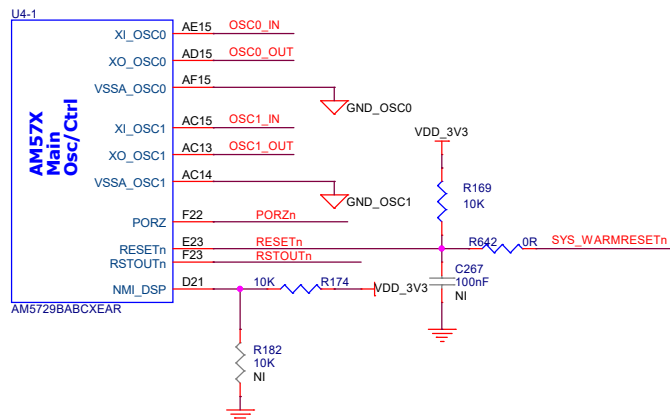 U4-1
AM57X
Main
Osc/Ctrl
XI_OSC0 AE15 OSC0_IN
XO_OSC0 AD15 OSC0_OUT
VSSA_OSC0 AF15
GND_OSC0
XI_OSC1 AC15 OSC1_IN
XO_OSC1 AC13 OSC1_OUT
VSSA_OSC1 AC14
GND_OSC1
VDD_3V3
R169
10K
PORZ F22 PORZn
RESETn E23 RESETn
R642 0R SYS_WARMRESETn
RSTOUTn F23 RSTOUTn
C267
100nF
NI
NMI_DSP D21 10K R174 VDD_3V3
AM5729BABCXEAR
R182
10K
NI